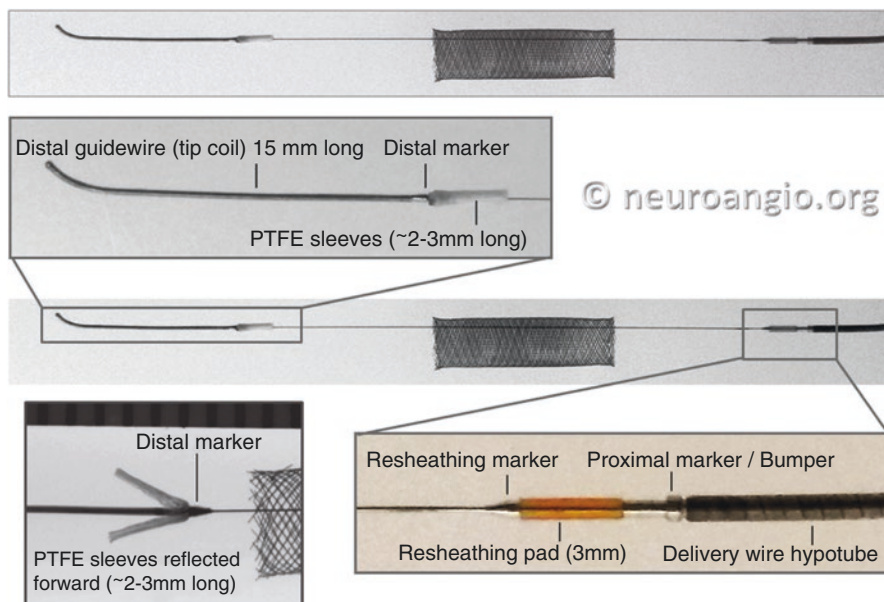 Distal guidewire (tip coil) 15 mm long
Distal marker
PTFE sleeves (~2-3mm long)
© neuroangio.org
Distal marker
PTFE sleeves reflected
forward (~2-3mm long)
Resheathing marker
Proximal marker / Bumper
Resheathing pad (3mm)
Delivery wire hypotube